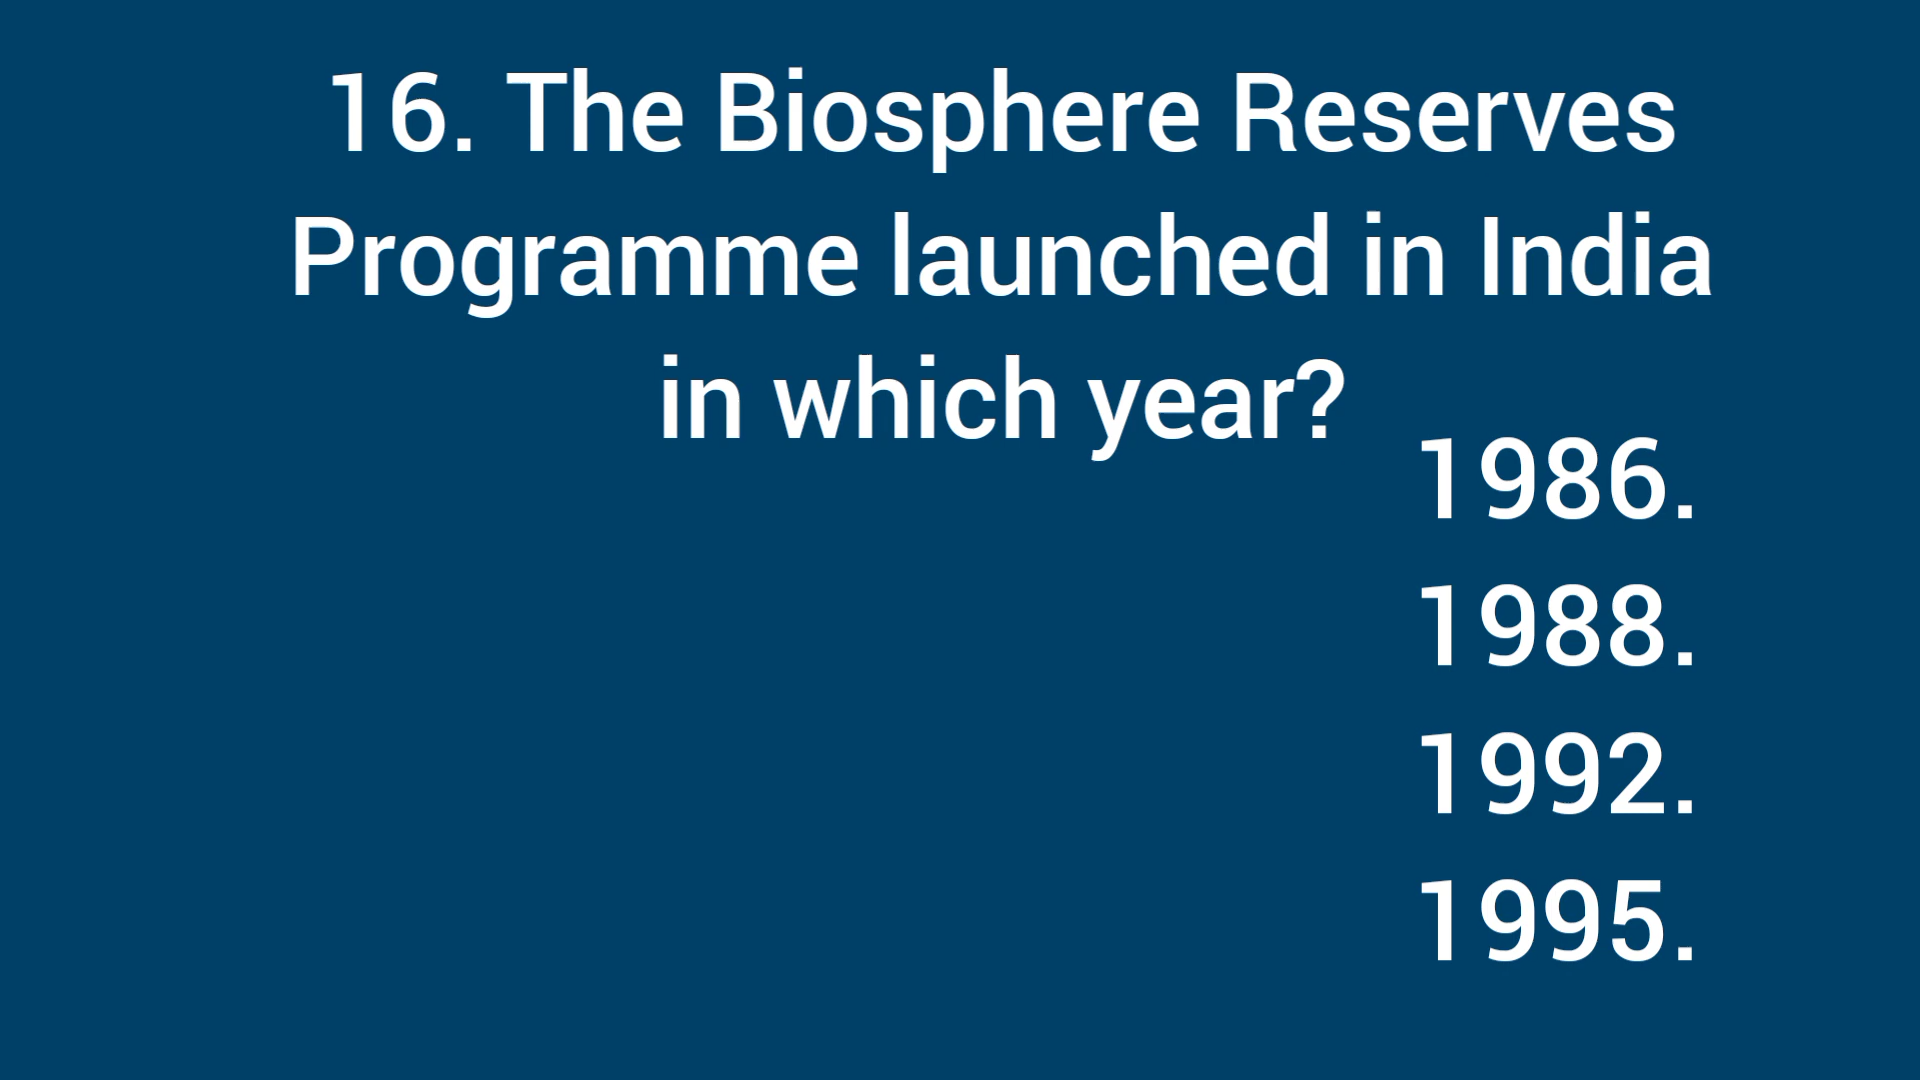 16. The Biosphere Reserves
Programme launched in India
in which year?
1986.
1988.
1992.
1995.